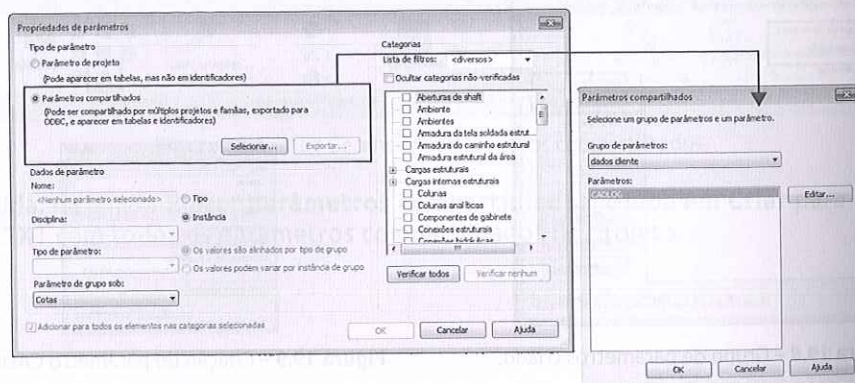 Propriedades de parâmetros
Tipo de parâmetro
Parâmetro de projeto
(Pode aparecer em tabelas, mas não em identificadores)
Parâmetros compartilhados
(Pode ser compartilhado por múltiplos projetos e famílias, exportado para
ODBC, e aparecer em tabelas e identificadores)
Selecionar...
Exportar...
Dados de parâmetro
Nome:
<Nenhum parâmetro selecionado>
Tipo
Disciplina:
Instância
Tipo de parâmetro:
Os valores são alinhados por tipo de grupo
Os valores podem variar por instância de grupo
Parâmetro de grupo sob:
Cotas
Adicionar para todos os elementos nas categorias selecionadas
Categorias
Lista de filtros: <diversos>
Ocultar categorias não verificadas
Aberturas de shaft
Ambiente
Ambientes
Armadura da tela soldada estrut
Armadura do caminho estrutural
Armadura estrutural da área
Cargas estruturais
Cargas internas estruturais
Colunas
Colunas analíticas
Componentes de gabinete
Conexões estruturais
Verificar todos
Verificar nenhum
OK
Cancelar
Ajuda
Parâmetros compartilhados
Selecione um grupo de parâmetros e um parâmetro.
Grupo de parâmetros:
dados cliente
Parâmetros:
Editar...
OK
Cancelar
Ajuda